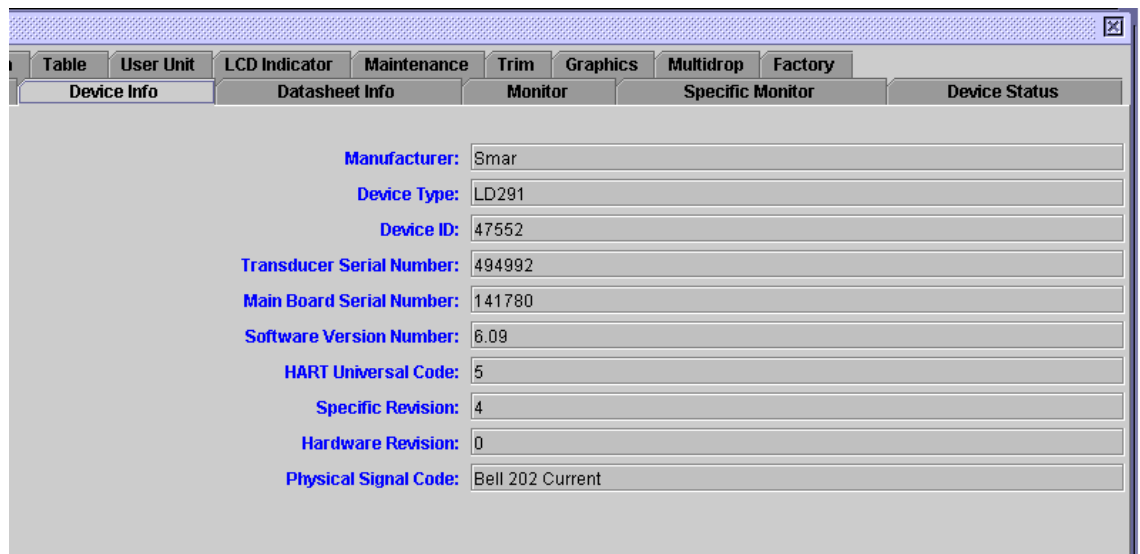 Table User Unit LCD Indicator Maintenance Trim Graphics Multidrop Factory
Device Info Datasheet Info Monitor Specific Monitor Device Status
Manufacturer: Smar
Device Type: LD291
Device ID: 47552
Transducer Serial Number: 494992
Main Board Serial Number: 141780
Software Version Number: 6.09
HART Universal Code: 5
Specific Revision: 4
Hardware Revision: 0
Physical Signal Code: Bell 202 Current